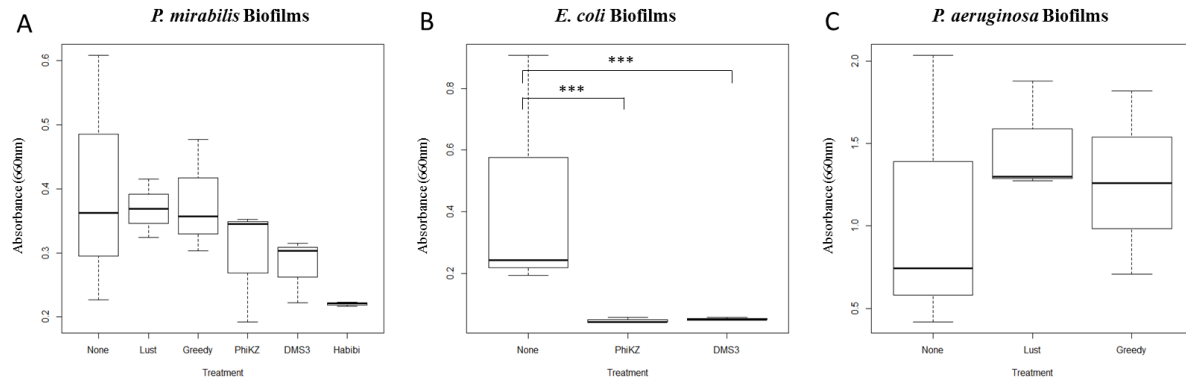 A
P. mirabilis Biofilms
Absorbance (660nm)
0.6
0.5
0.4
0.3
0.2
None Lust Greedy PhiKZ DMS3 Habibi
Treatment
B
E. coli Biofilms
Absorbance (660nm)
0.8
0.6
0.4
0.2
***
***
None PhiKZ DMS3
Treatment
C
P. aeruginosa Biofilms
Absorbance (660nm)
2.0
1.5
1.0
0.5
None Lust Greedy
Treatment